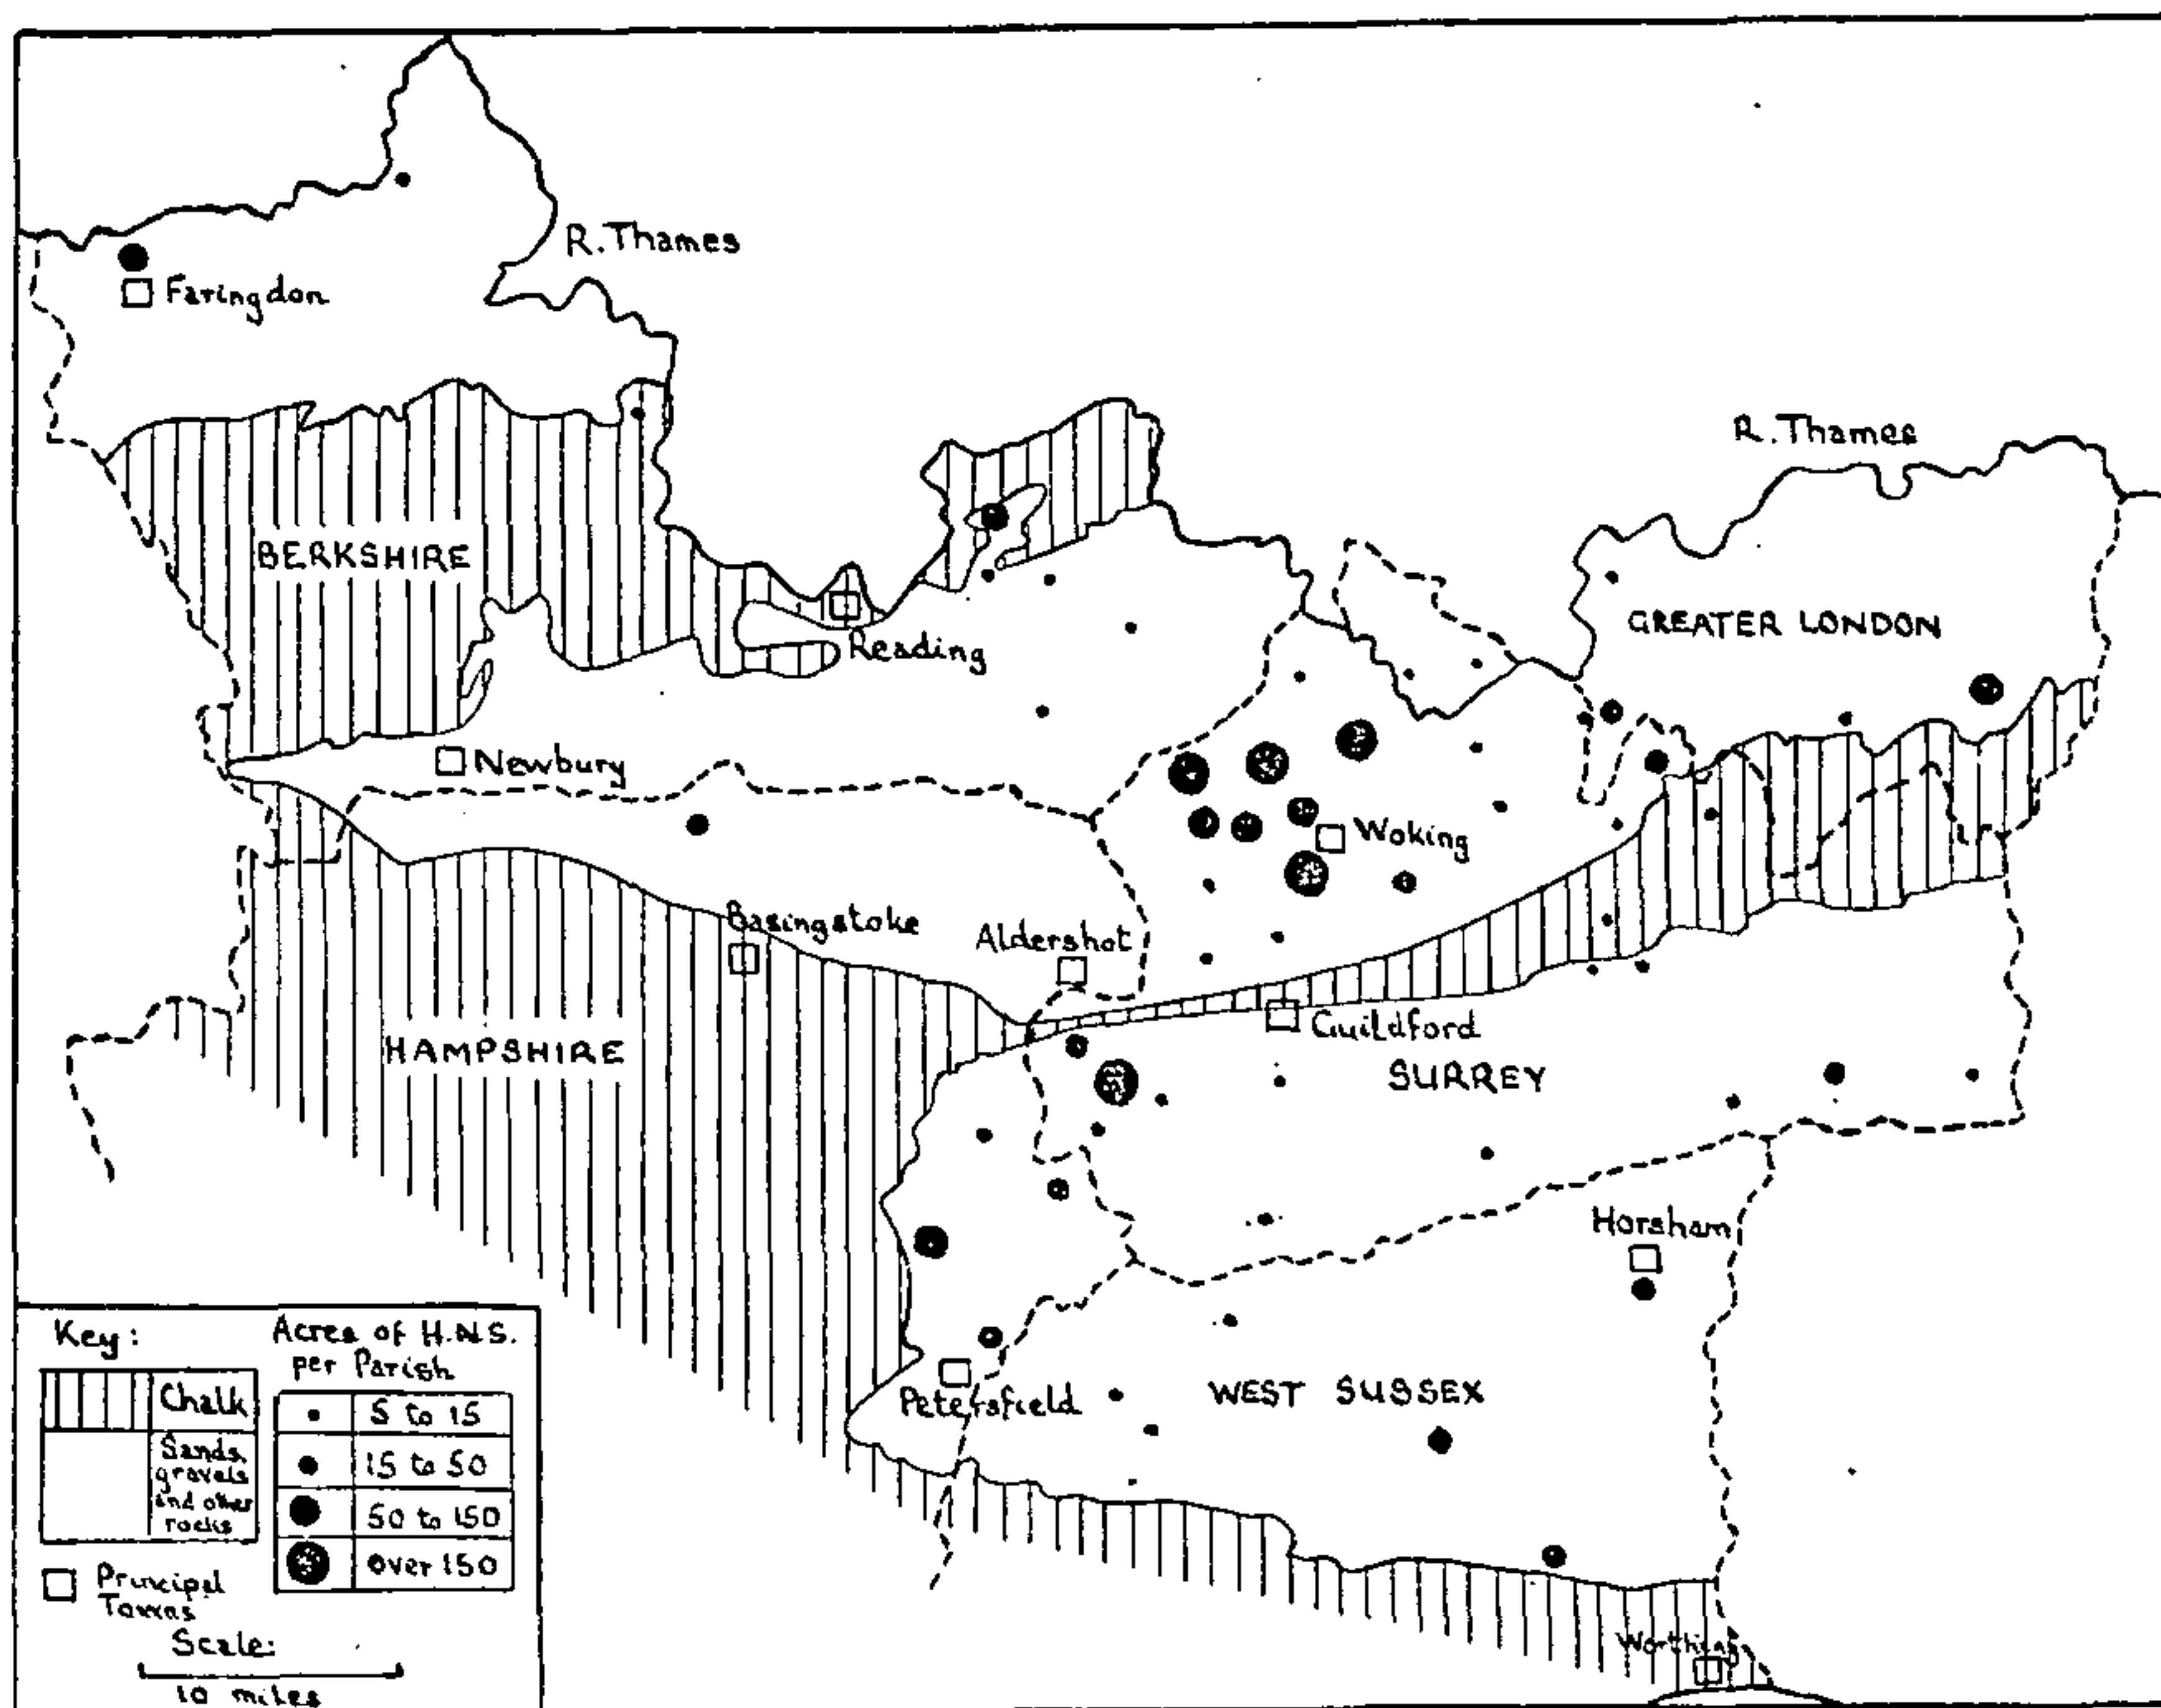 R. Thames
Faringdon
R. Thames
BERKSHIRE
GREATER LONDON
Reading
Newbury
Woking
Basingstoke
Aldershot
Guildford
HAMPSHIRE
SURREY
Horsham
Petersfield
WEST SUSSEX
Worthing
Key:
Chalk
Sands,
gravels
and other
rocks
Principal
Towns
Acres of H.N.S.
per Parish
5 to 15
15 to 50
50 to 150
over 150
Scale:
10 miles